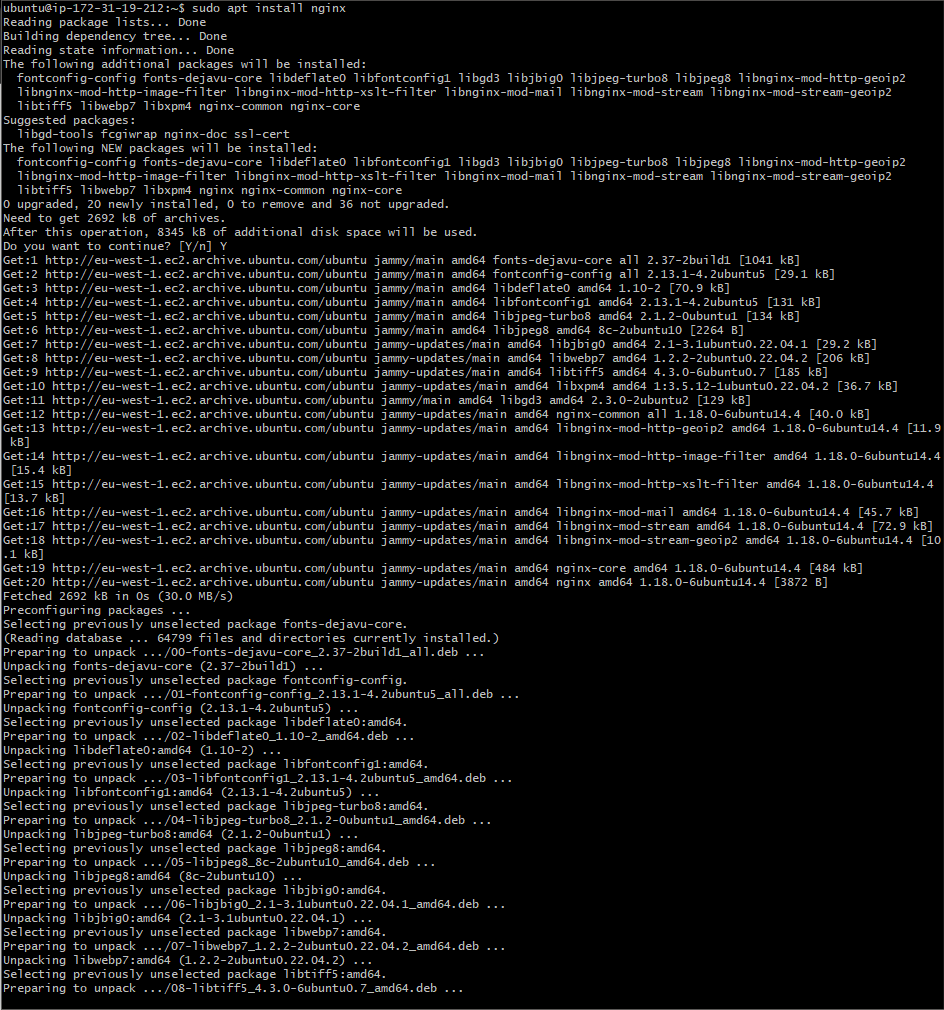 ubuntu@ip-172-31-19-212:~$ sudo apt install nginx
Reading package lists... Done
Building dependency tree... Done
Reading state information... Done
The following additional packages will be installed:
  fontconfig-config fonts-dejavu-core libdeflate0 libfontconfig1 libgd3 libjbig0 libjpeg-turbo8 libjpeg8 libnginx-mod-http-geoip2
  libnginx-mod-http-image-filter libnginx-mod-http-xslt-filter libnginx-mod-mail libnginx-mod-stream libnginx-mod-stream-geoip2
  libtiff5 libwebp7 libxpm4 nginx-common nginx-core
Suggested packages:
  libgd-tools fcgiwrap nginx-doc ssl-cert
The following NEW packages will be installed:
  fontconfig-config fonts-dejavu-core libdeflate0 libfontconfig1 libgd3 libjbig0 libjpeg-turbo8 libjpeg8 libnginx-mod-http-geoip2
  libnginx-mod-http-image-filter libnginx-mod-http-xslt-filter libnginx-mod-mail libnginx-mod-stream libnginx-mod-stream-geoip2
  libtiff5 libwebp7 libxpm4 nginx nginx-common nginx-core
0 upgraded, 20 newly installed, 0 to remove and 36 not upgraded.
Need to get 2692 kB of archives.
After this operation, 8345 kB of additional disk space will be used.
Do you want to continue? [Y/n] Y
Get:1 http://eu-west-1.ec2.archive.ubuntu.com/ubuntu jammy/main amd64 fonts-dejavu-core all 2.37-2build1 [1041 kB]
Get:2 http://eu-west-1.ec2.archive.ubuntu.com/ubuntu jammy/main amd64 fontconfig-config all 2.13.1-4.2ubuntu5 [29.1 kB]
Get:3 http://eu-west-1.ec2.archive.ubuntu.com/ubuntu jammy/main amd64 libdeflate0 amd64 1.10-2 [70.9 kB]
Get:4 http://eu-west-1.ec2.archive.ubuntu.com/ubuntu jammy/main amd64 libfontconfig1 amd64 2.13.1-4.2ubuntu5 [131 kB]
Get:5 http://eu-west-1.ec2.archive.ubuntu.com/ubuntu jammy/main amd64 libjpeg-turbo8 amd64 2.1.2-0ubuntu1 [134 kB]
Get:6 http://eu-west-1.ec2.archive.ubuntu.com/ubuntu jammy/main amd64 libjpeg8 amd64 8c-2ubuntu10 [2264 B]
Get:7 http://eu-west-1.ec2.archive.ubuntu.com/ubuntu jammy-updates/main amd64 libjbig0 amd64 2.1-3.1ubuntu0.22.04.1 [29.2 kB]
Get:8 http://eu-west-1.ec2.archive.ubuntu.com/ubuntu jammy-updates/main amd64 libwebp7 amd64 1.2.2-2ubuntu0.22.04.2 [206 kB]
Get:9 http://eu-west-1.ec2.archive.ubuntu.com/ubuntu jammy-updates/main amd64 libtiff5 amd64 4.3.0-6ubuntu0.7 [185 kB]
Get:10 http://eu-west-1.ec2.archive.ubuntu.com/ubuntu jammy-updates/main amd64 libxpm4 amd64 1:3.5.12-1ubuntu0.22.04.2 [36.7 kB]
Get:11 http://eu-west-1.ec2.archive.ubuntu.com/ubuntu jammy/main amd64 libgd3 amd64 2.3.0-2ubuntu2 [129 kB]
Get:12 http://eu-west-1.ec2.archive.ubuntu.com/ubuntu jammy-updates/main amd64 nginx-common all 1.18.0-6ubuntu14.4 [40.0 kB]
Get:13 http://eu-west-1.ec2.archive.ubuntu.com/ubuntu jammy-updates/main amd64 libnginx-mod-http-geoip2 amd64 1.18.0-6ubuntu14.4 [11.9
 kB]
Get:14 http://eu-west-1.ec2.archive.ubuntu.com/ubuntu jammy-updates/main amd64 libnginx-mod-http-image-filter amd64 1.18.0-6ubuntu14.4
 [15.4 kB]
Get:15 http://eu-west-1.ec2.archive.ubuntu.com/ubuntu jammy-updates/main amd64 libnginx-mod-http-xslt-filter amd64 1.18.0-6ubuntu14.4
[13.7 kB]
Get:16 http://eu-west-1.ec2.archive.ubuntu.com/ubuntu jammy-updates/main amd64 libnginx-mod-mail amd64 1.18.0-6ubuntu14.4 [45.7 kB]
Get:17 http://eu-west-1.ec2.archive.ubuntu.com/ubuntu jammy-updates/main amd64 libnginx-mod-stream amd64 1.18.0-6ubuntu14.4 [72.9 kB]
Get:18 http://eu-west-1.ec2.archive.ubuntu.com/ubuntu jammy-updates/main amd64 libnginx-mod-stream-geoip2 amd64 1.18.0-6ubuntu14.4 [10
.1 kB]
Get:19 http://eu-west-1.ec2.archive.ubuntu.com/ubuntu jammy-updates/main amd64 nginx-core amd64 1.18.0-6ubuntu14.4 [484 kB]
Get:20 http://eu-west-1.ec2.archive.ubuntu.com/ubuntu jammy-updates/main amd64 nginx amd64 1.18.0-6ubuntu14.4 [3872 B]
Fetched 2692 kB in 0s (30.0 MB/s)
Preconfiguring packages ...
Selecting previously unselected package fonts-dejavu-core.
(Reading database ... 64799 files and directories currently installed.)
Preparing to unpack .../00-fonts-dejavu-core_2.37-2build1_all.deb ...
Unpacking fonts-dejavu-core (2.37-2build1) ...
Selecting previously unselected package fontconfig-config.
Preparing to unpack .../01-fontconfig-config_2.13.1-4.2ubuntu5_all.deb ...
Unpacking fontconfig-config (2.13.1-4.2ubuntu5) ...
Selecting previously unselected package libdeflate0:amd64.
Preparing to unpack .../02-libdeflate0_1.10-2_amd64.deb ...
Unpacking libdeflate0:amd64 (1.10-2) ...
Selecting previously unselected package libfontconfig1:amd64.
Preparing to unpack .../03-libfontconfig1_2.13.1-4.2ubuntu5_amd64.deb ...
Unpacking libfontconfig1:amd64 (2.13.1-4.2ubuntu5) ...
Selecting previously unselected package libjpeg-turbo8:amd64.
Preparing to unpack .../04-libjpeg-turbo8_2.1.2-0ubuntu1_amd64.deb ...
Unpacking libjpeg-turbo8:amd64 (2.1.2-0ubuntu1) ...
Selecting previously unselected package libjpeg8:amd64.
Preparing to unpack .../05-libjpeg8_8c-2ubuntu10_amd64.deb ...
Unpacking libjpeg8:amd64 (8c-2ubuntu10) ...
Selecting previously unselected package libjbig0:amd64.
Preparing to unpack .../06-libjbig0_2.1-3.1ubuntu0.22.04.1_amd64.deb ...
Unpacking libjbig0:amd64 (2.1-3.1ubuntu0.22.04.1) ...
Selecting previously unselected package libwebp7:amd64.
Preparing to unpack .../07-libwebp7_1.2.2-2ubuntu0.22.04.2_amd64.deb ...
Unpacking libwebp7:amd64 (1.2.2-2ubuntu0.22.04.2) ...
Selecting previously unselected package libtiff5:amd64.
Preparing to unpack .../08-libtiff5_4.3.0-6ubuntu0.7_amd64.deb ...